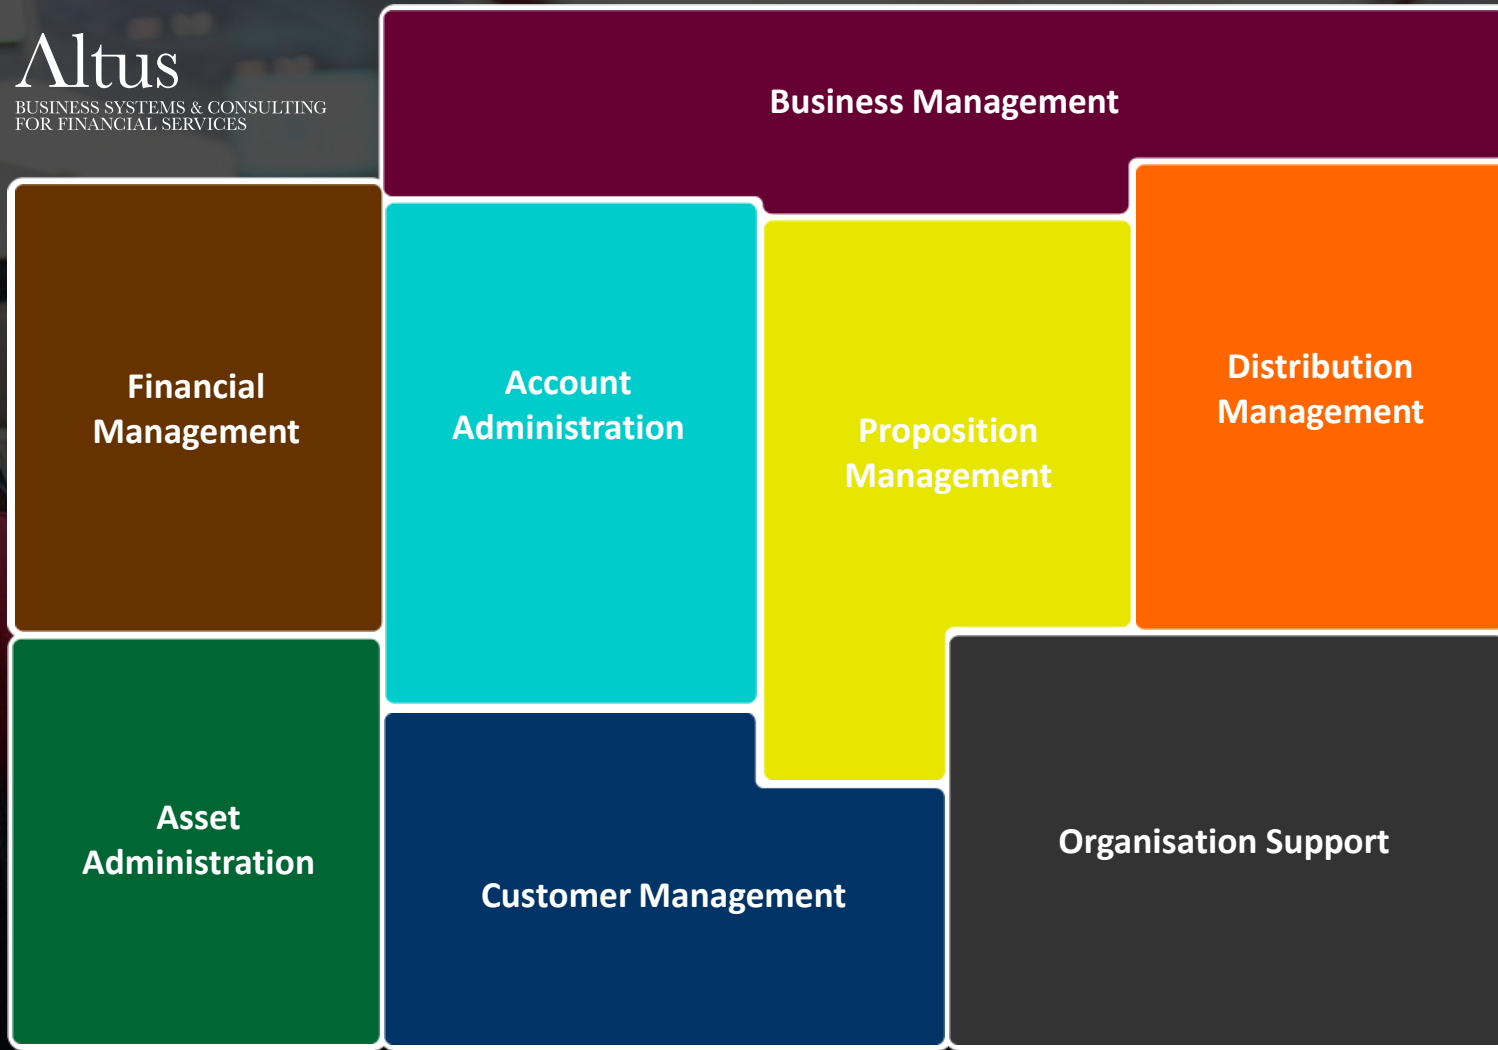 Altus
BUSINESS SYSTEMS & CONSULTING
FOR FINANCIAL SERVICES
Business Management
Financial
Management
Account
Administration
Proposition
Management
Distribution
Management
Asset
Administration
Customer Management
Organisation Support